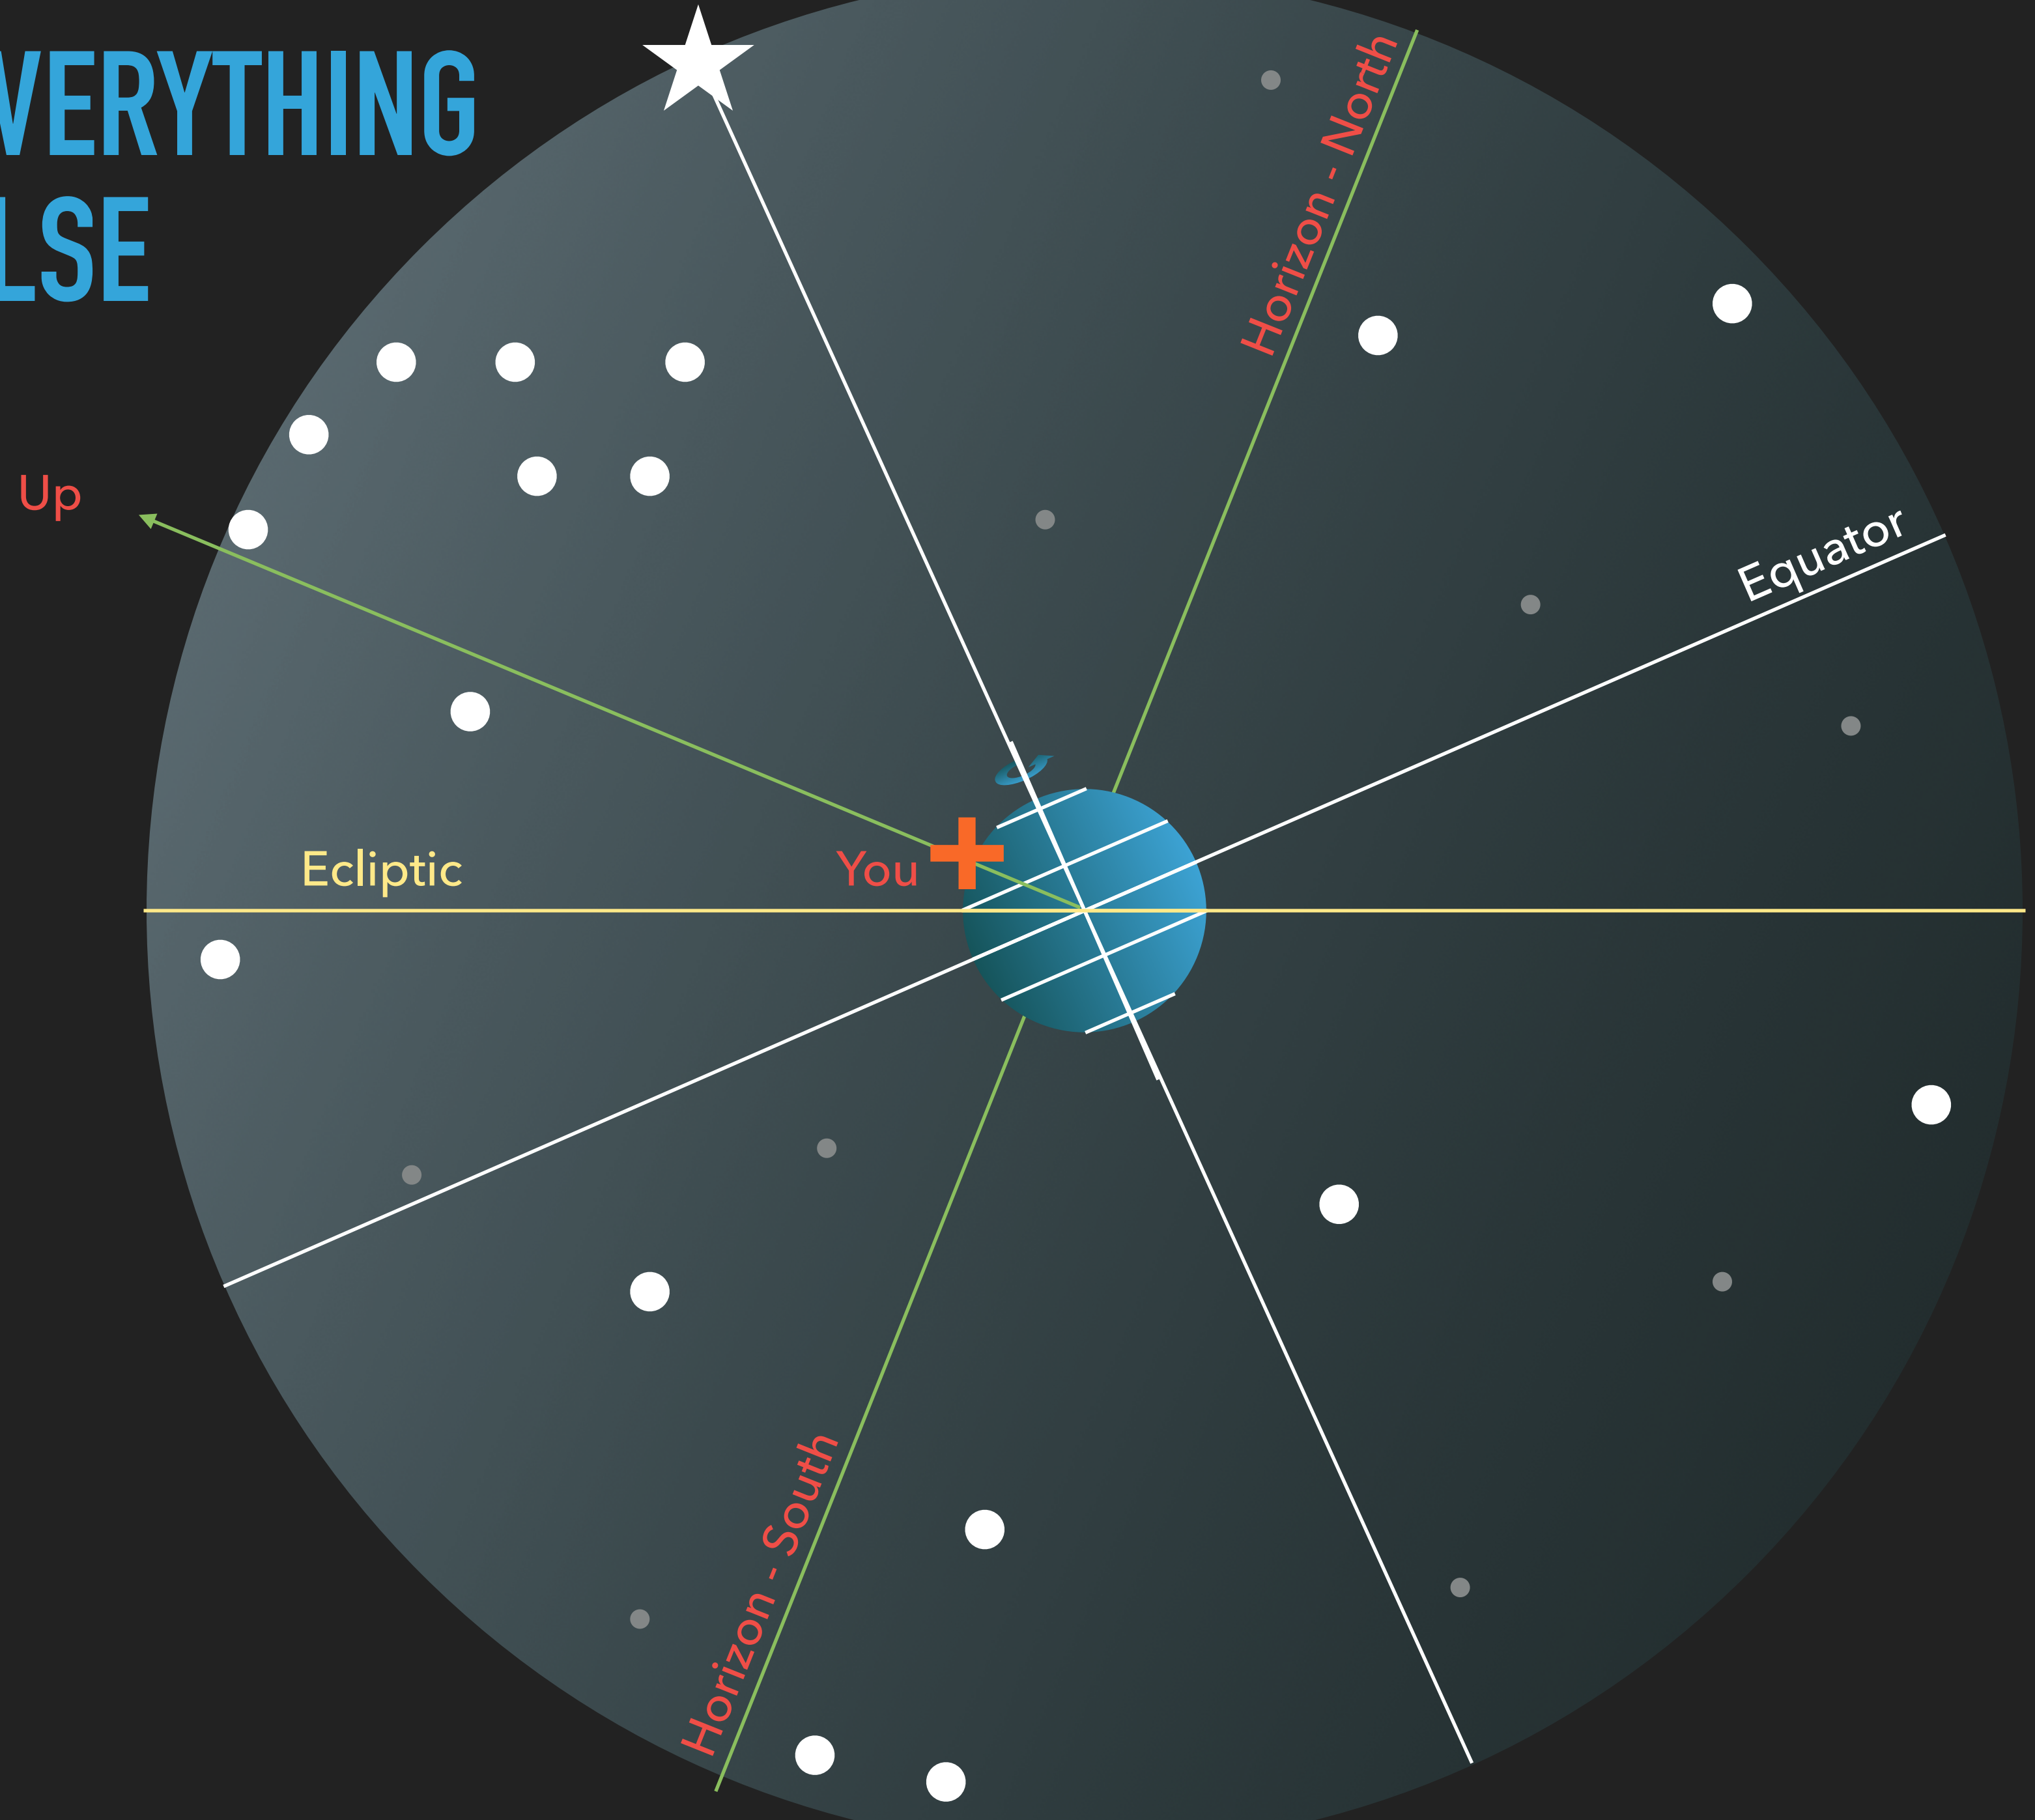 VERYTHING
LSE
Horizon - North
Up
Equator
Ecliptic
You
Horizon - South